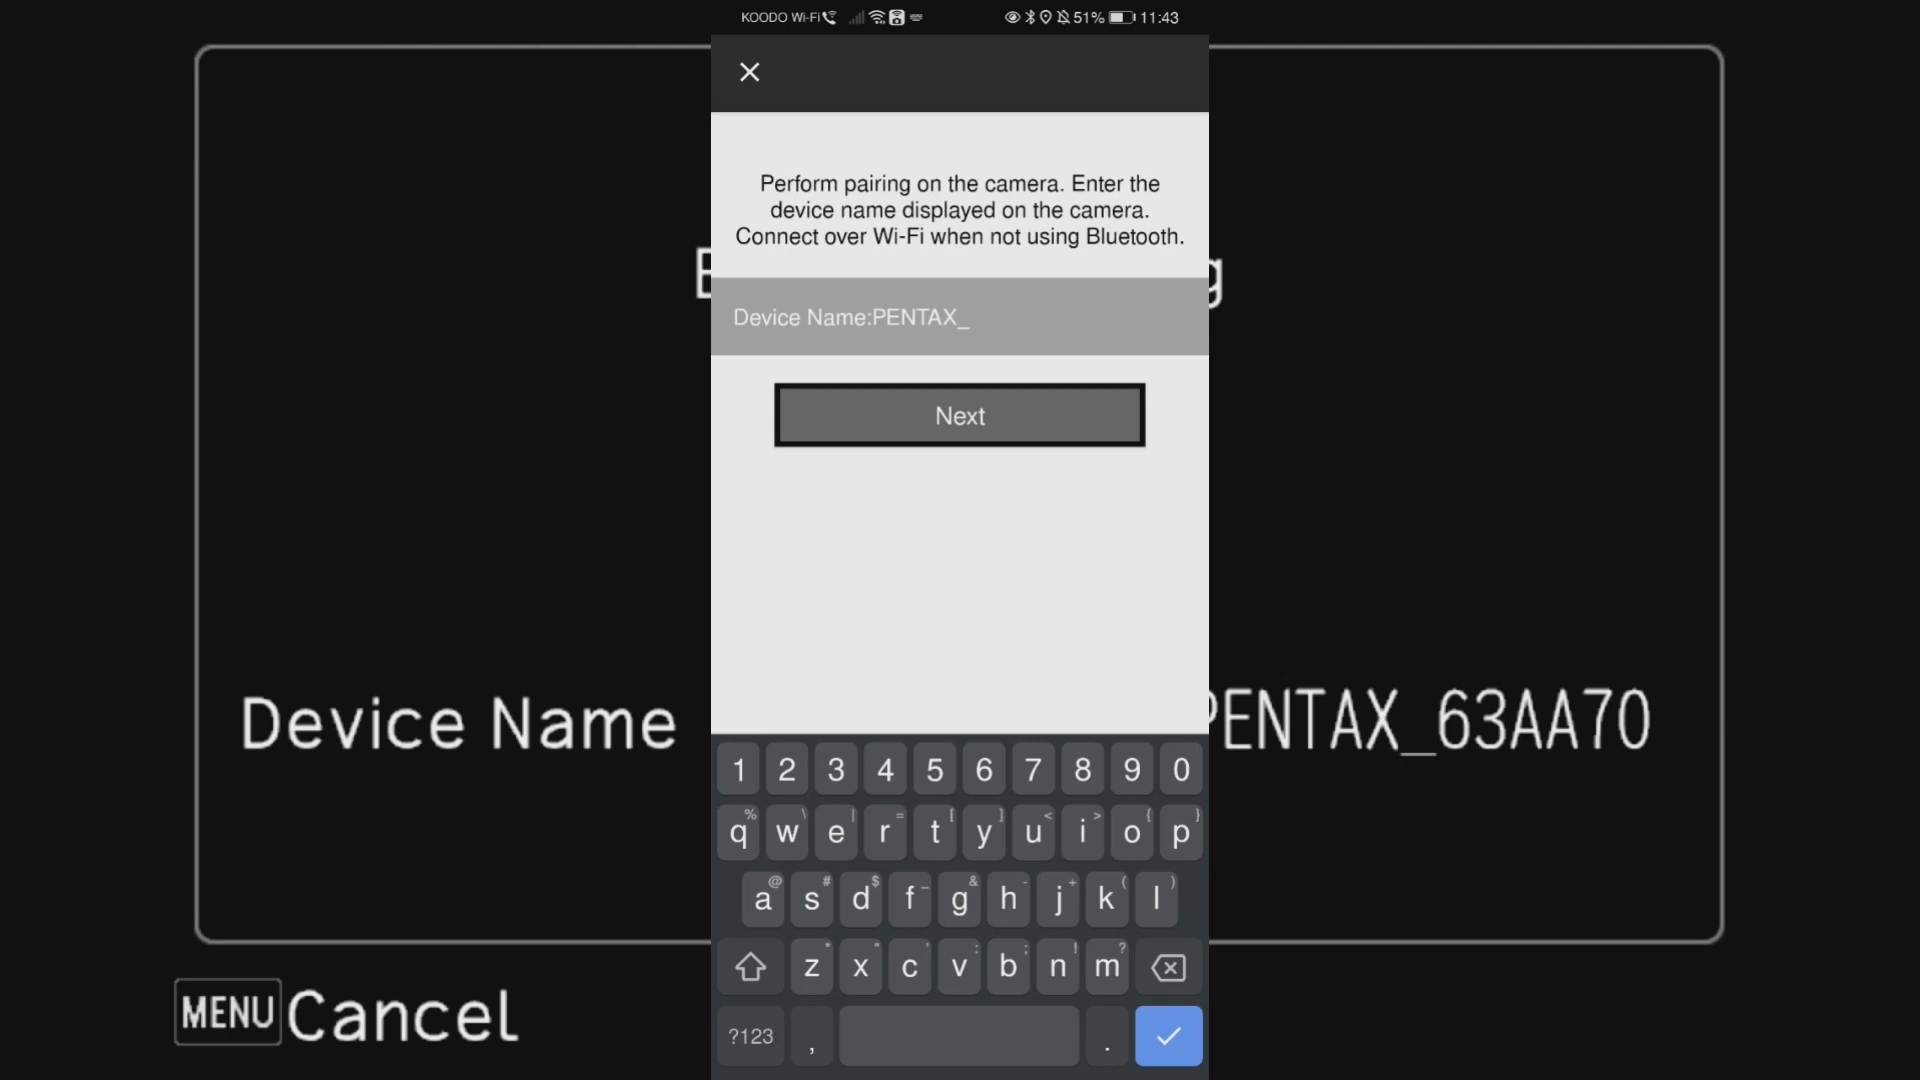 KOODO Wi-Fi
51%
11:43
Perform pairing on the camera. Enter the
device name displayed on the camera.
Connect over Wi-Fi when not using Bluetooth.
Device Name:PENTAX_
Next
Device Name
PENTAX_63AA70
1 2 3 4 5 6 7 8 9 0
% \ | = [ ] < > { }
q w e r t y u i o p
@ # $ _ & - + ( )
a s d f g h j k l
* " ' : ; ! ?
z x c v b n m
?123 , .
MENU Cancel